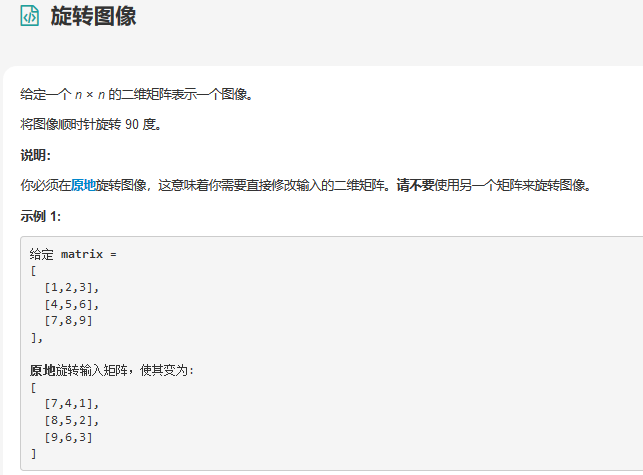 旋转图像
给定一个 n × n 的二维矩阵表示一个图像。
将图像顺时针旋转 90 度。
说明:
你必须在原地旋转图像，这意味着你需要直接修改输入的二维矩阵。请不要使用另一个矩阵来旋转图像。
示例 1:
给定 matrix =
[
  [1,2,3],
  [4,5,6],
  [7,8,9]
],
原地旋转输入矩阵，使其变为:
[
  [7,4,1],
  [8,5,2],
  [9,6,3]
]